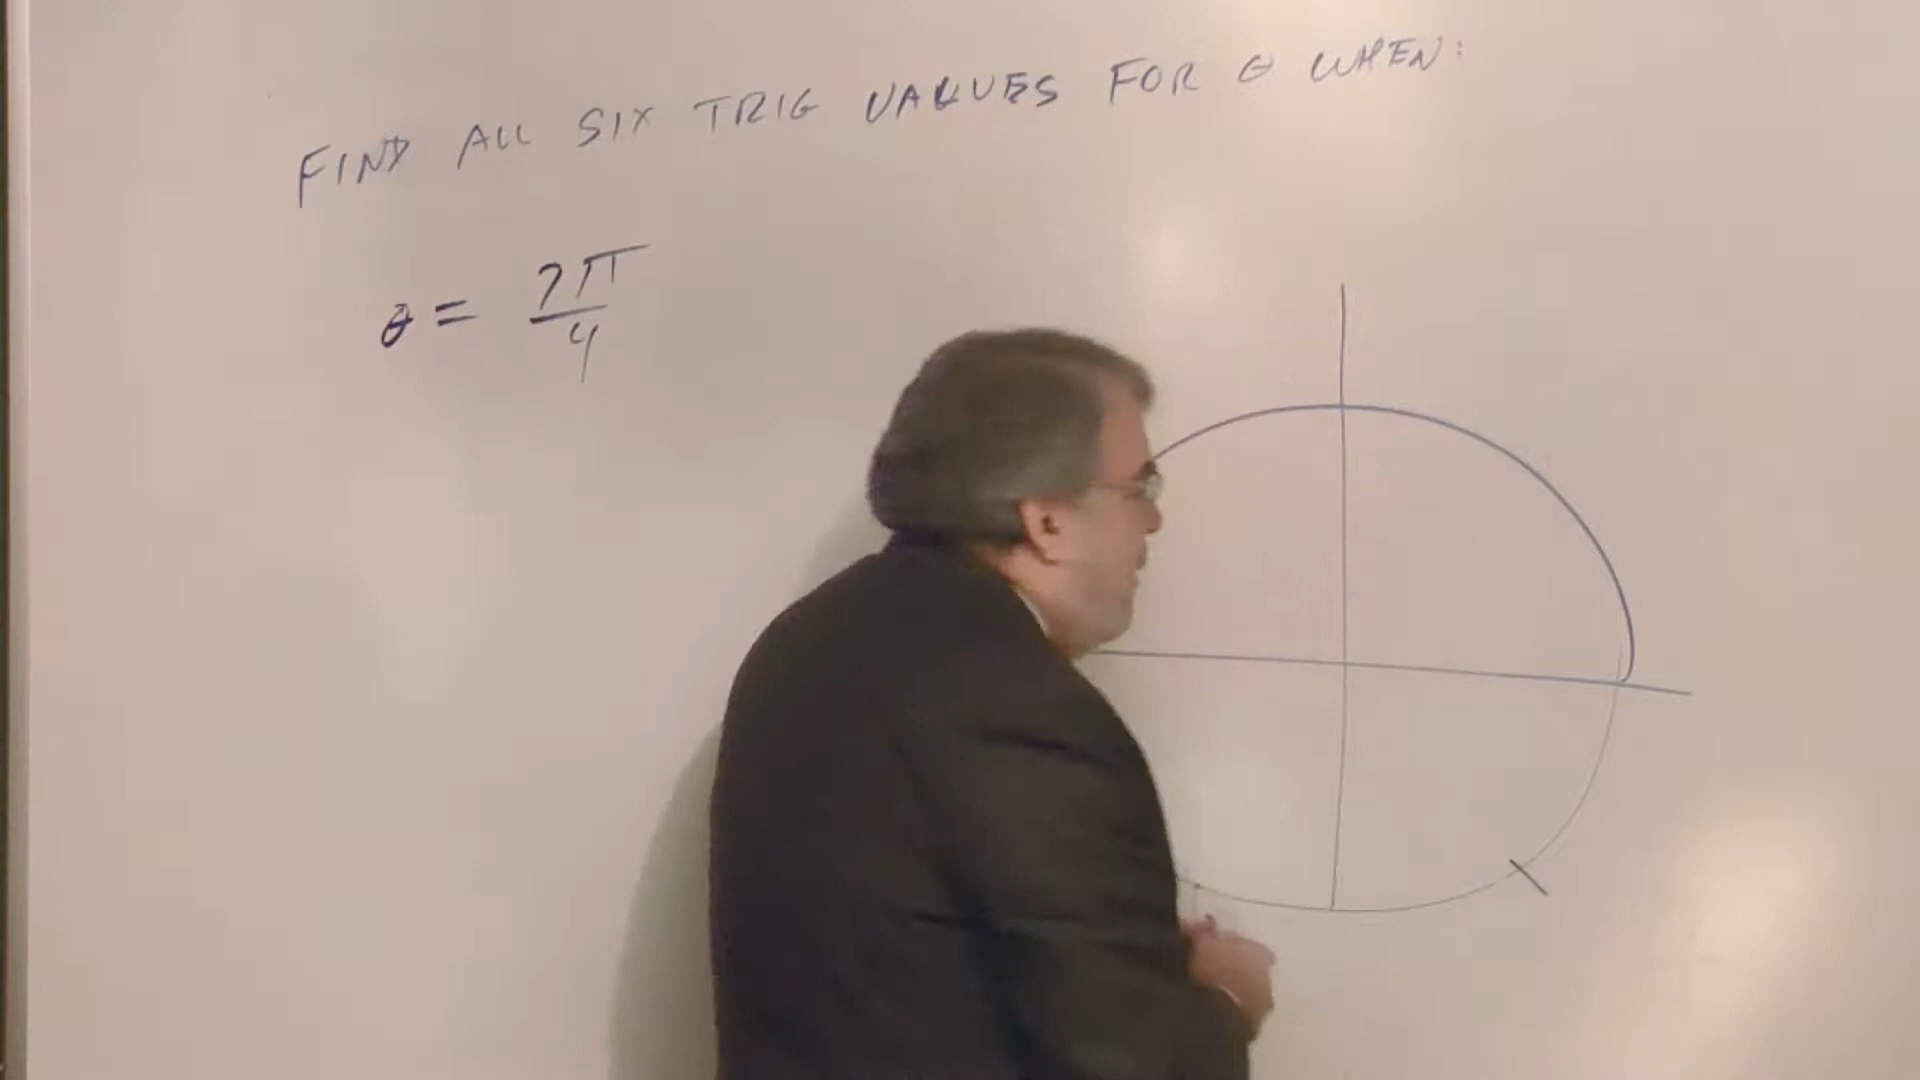 FIND ALL SIX TRIG VALUES FOR θ WHEN:
θ = 7π/4